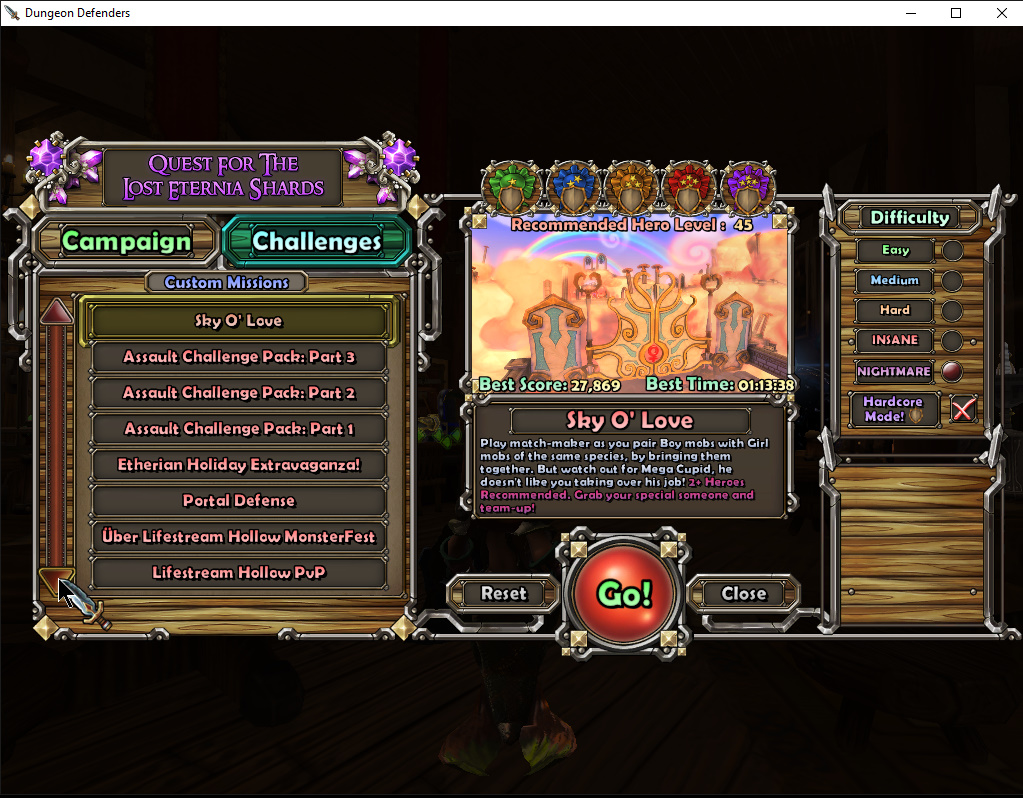 Dungeon Defenders
Quest for The
Lost Eternia Shards
Campaign
Challenges
Custom Missions
Sky O' Love
Assault Challenge Pack: Part 3
Assault Challenge Pack: Part 2
Assault Challenge Pack: Part 1
Etherian Holiday Extravaganza!
Portal Defense
Über Lifestream Hollow MonsterFest
Lifestream Hollow PvP
Recommended Hero Level : 45
Best Score: 27,869 Best Time: 01:13:38
Sky O' Love
Play match-maker as you pair Boy mobs with Girl
mobs of the same species, by bringing them
together. But watch out for Mega Cupid, he
doesn't like you taking over his job! 2+ Heroes
Recommended. Grab your special someone and
team-up!
Reset
Go!
Close
Difficulty
Easy
Medium
Hard
INSANE
NIGHTMARE
Hardcore
Mode!